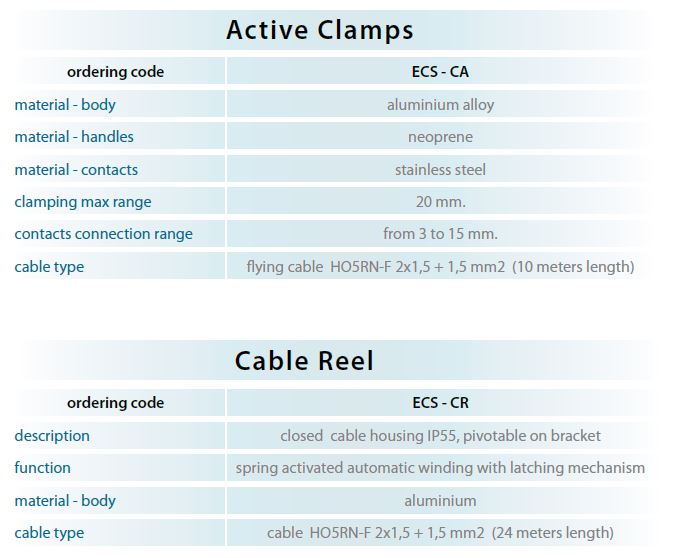 Active Clamps
ordering code ECS - CA
material - body aluminium alloy
material - handles neoprene
material - contacts stainless steel
clamping max range 20 mm.
contacts connection range from 3 to 15 mm.
cable type flying cable HO5RN-F 2x1,5 + 1,5 mm2 (10 meters length)
Cable Reel
ordering code ECS - CR
description closed cable housing IP55, pivotable on bracket
function spring activated automatic winding with latching mechanism
material - body aluminium
cable type cable HO5RN-F 2x1,5 + 1,5 mm2 (24 meters length)